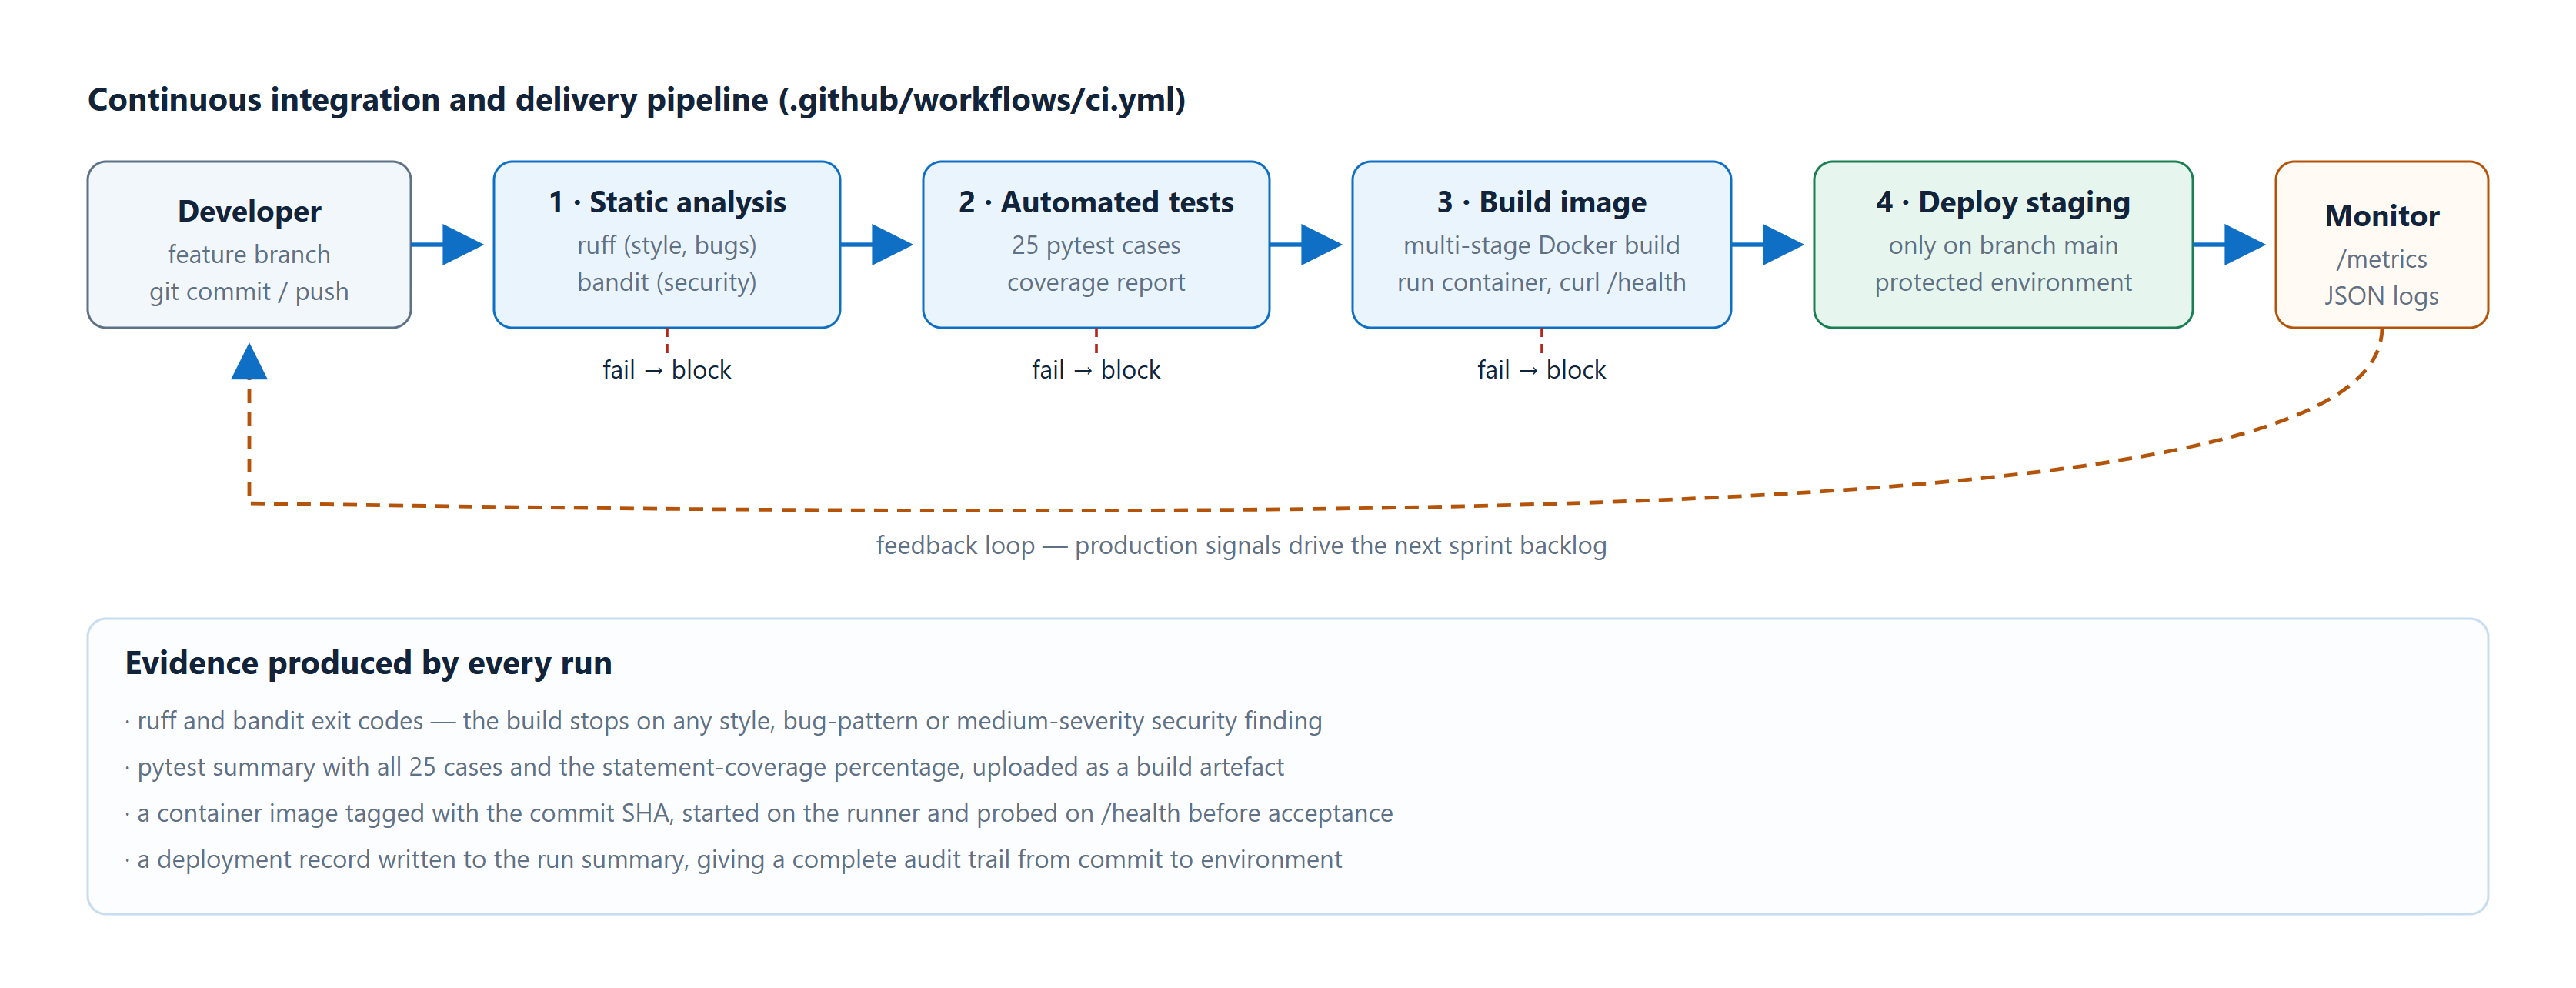 Continuous integration and delivery pipeline (.github/workflows/ci.yml)
Developer
feature branch
git commit / push
1 · Static analysis
ruff (style, bugs)
bandit (security)
2 · Automated tests
25 pytest cases
coverage report
3 · Build image
multi-stage Docker build
run container, curl /health
4 · Deploy staging
only on branch main
protected environment
Monitor
/metrics
JSON logs
fail → block
fail → block
fail → block
feedback loop — production signals drive the next sprint backlog
Evidence produced by every run
· ruff and bandit exit codes — the build stops on any style, bug-pattern or medium-severity security finding
· pytest summary with all 25 cases and the statement-coverage percentage, uploaded as a build artefact
· a container image tagged with the commit SHA, started on the runner and probed on /health before acceptance
· a deployment record written to the run summary, giving a complete audit trail from commit to environment